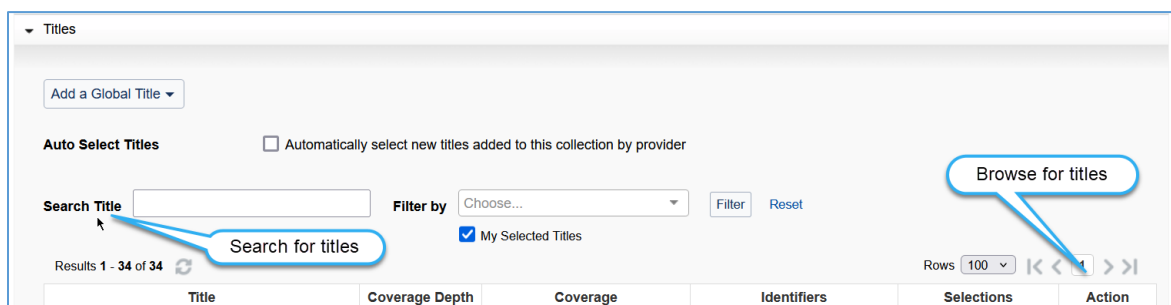 Titles
Add a Global Title
Auto Select Titles Automatically select new titles added to this collection by provider
Browse for titles
Search Title Filter by Choose... Filter Reset
My Selected Titles
Search for titles
Results 1 - 34 of 34 Rows 100 1
Title Coverage Depth Coverage Identifiers Selections Action